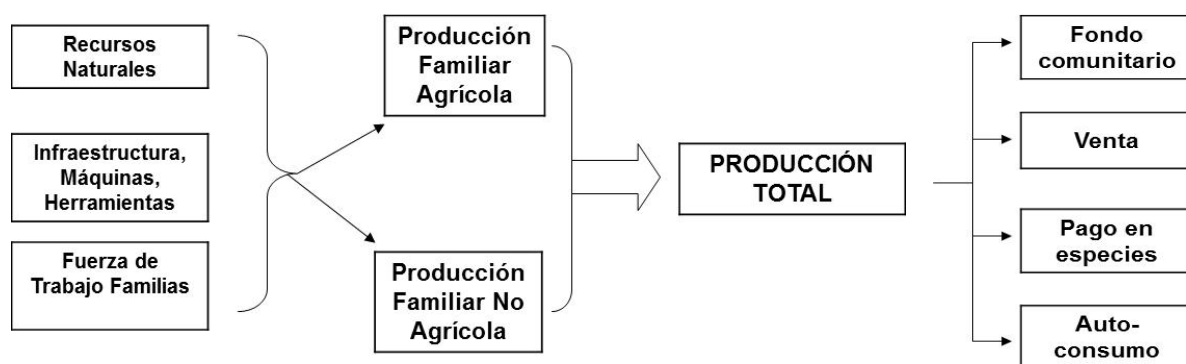 Recursos
Naturales
Infraestructura,
Máquinas,
Herramientas
Fuerza de
Trabajo Familias
Producción
Familiar
Agrícola
Producción
Familiar No
Agrícola
PRODUCCIÓN
TOTAL
Fondo
comunitario
Venta
Pago en
especies
Auto-
consumo